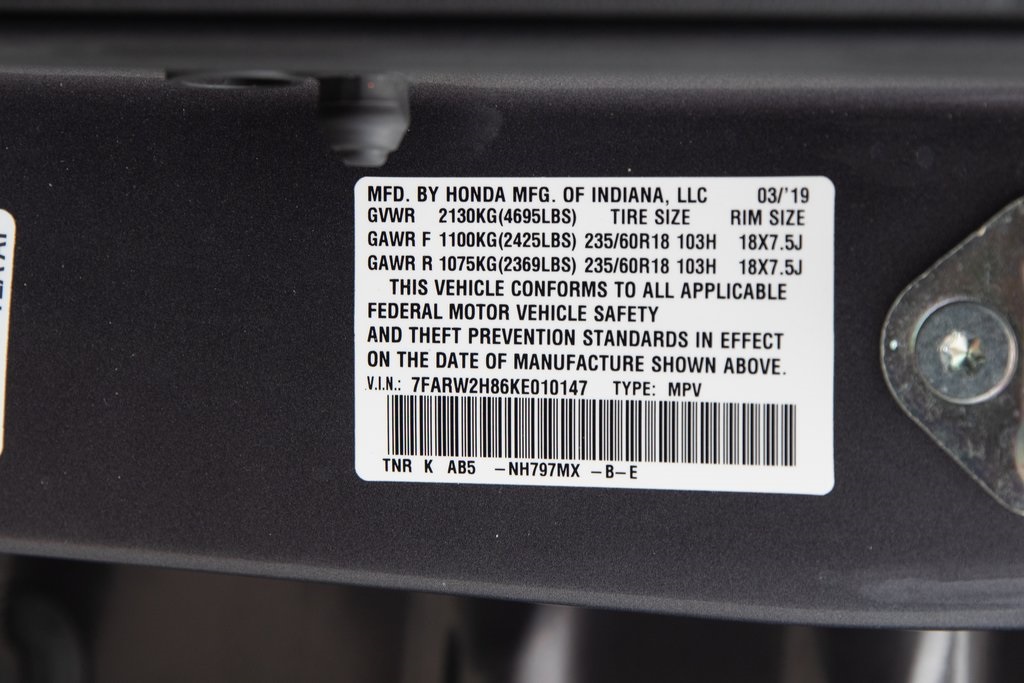 MFD. BY HONDA MFG. OF INDIANA, LLC 03/'19
GVWR 2130KG(4695LBS) TIRE SIZE RIM SIZE
GAWR F 1100KG(2425LBS) 235/60R18 103H 18X7.5J
GAWR R 1075KG(2369LBS) 235/60R18 103H 18X7.5J
THIS VEHICLE CONFORMS TO ALL APPLICABLE
FEDERAL MOTOR VEHICLE SAFETY
AND THEFT PREVENTION STANDARDS IN EFFECT
ON THE DATE OF MANUFACTURE SHOWN ABOVE.
V.I.N.: 7FARW2H86KE010147 TYPE: MPV
TNR K AB5 -NH797MX -B-E